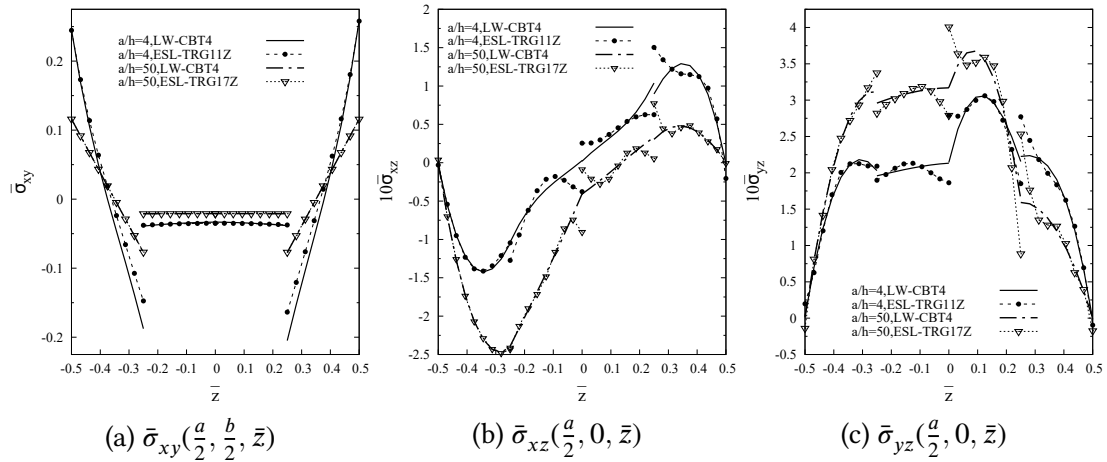 0.2
0.1
0
-0.1
-0.2
σ̄xy
a/h=4,LW-CBT4
a/h=4,ESL-TRG11Z
a/h=50,LW-CBT4
a/h=50,ESL-TRG17Z
-0.5 -0.4 -0.3 -0.2 -0.1 0 0.1 0.2 0.3 0.4 0.5
z̄
(a) σ̄xy(a/2, b/2, z̄)
2
1.5
1
0.5
0
-0.5
-1
-1.5
-2
-2.5
10σ̄xz
a/h=4,LW-CBT4
a/h=4,ESL-TRG11Z
a/h=50,LW-CBT4
a/h=50,ESL-TRG17Z
-0.5 -0.4 -0.3 -0.2 -0.1 0 0.1 0.2 0.3 0.4 0.5
z̄
(b) σ̄xz(a/2, 0, z̄)
4
3.5
3
2.5
2
1.5
1
0.5
0
-0.5
10σ̄yz
a/h=4,LW-CBT4
a/h=4,ESL-TRG11Z
a/h=50,LW-CBT4
a/h=50,ESL-TRG17Z
-0.5 -0.4 -0.3 -0.2 -0.1 0 0.1 0.2 0.3 0.4 0.5
z̄
(c) σ̄yz(a/2, 0, z̄)